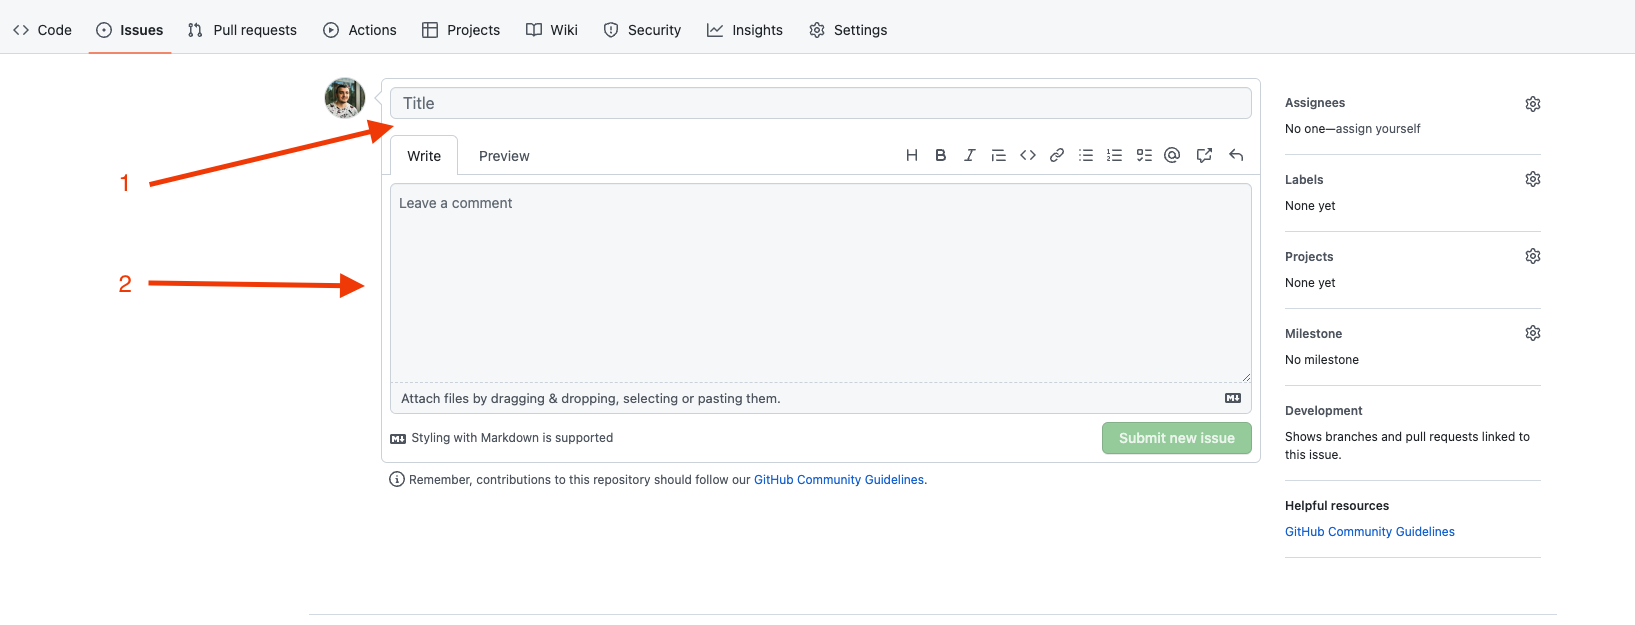 Code Issues Pull requests Actions Projects Wiki Security Insights Settings
Title
1
Write Preview
Leave a comment
2
Attach files by dragging & dropping, selecting or pasting them.
Styling with Markdown is supported
Submit new issue
Remember, contributions to this repository should follow our GitHub Community Guidelines.
Assignees
No one—assign yourself
Labels
None yet
Projects
None yet
Milestone
No milestone
Development
Shows branches and pull requests linked to
this issue.
Helpful resources
GitHub Community Guidelines